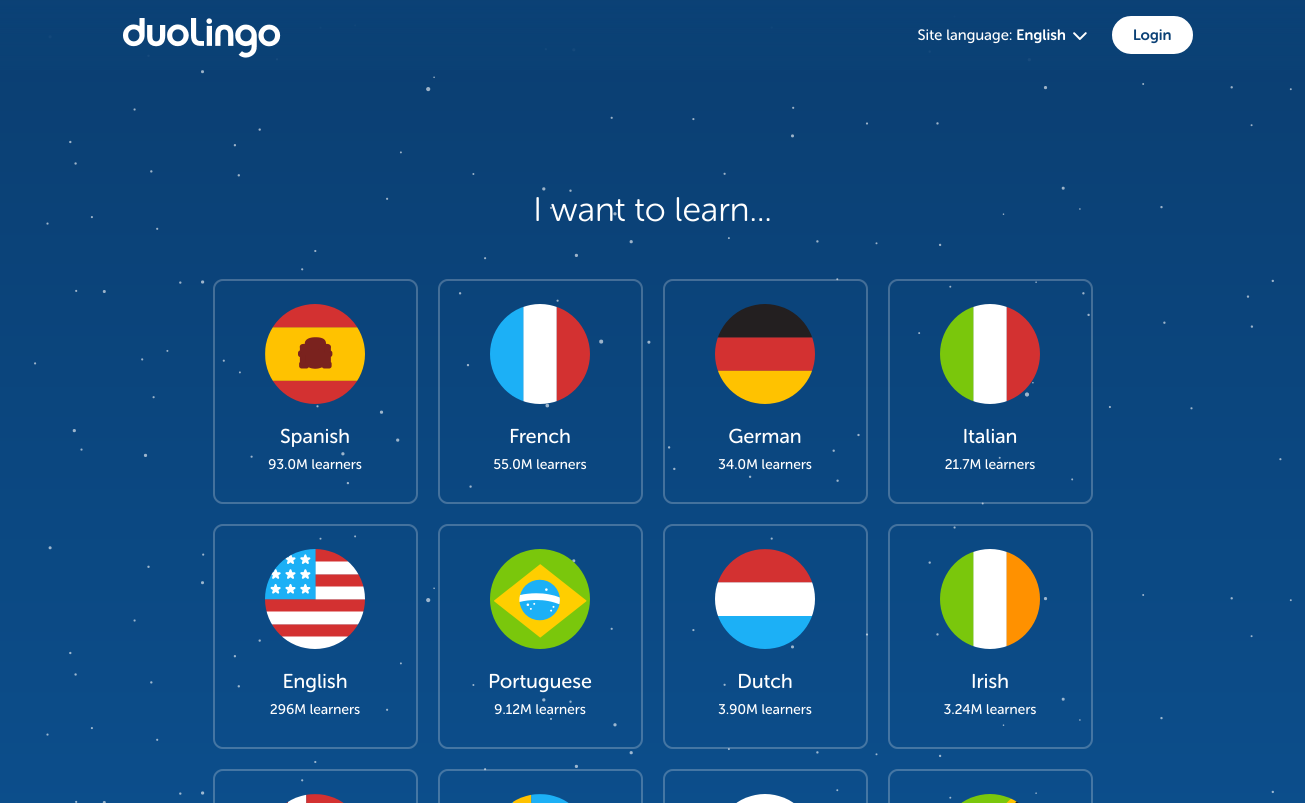 duolingo
Site language: English
Login
I want to learn...
Spanish
93.0M learners
French
55.0M learners
German
34.0M learners
Italian
21.7M learners
English
296M learners
Portuguese
9.12M learners
Dutch
3.90M learners
Irish
3.24M learners